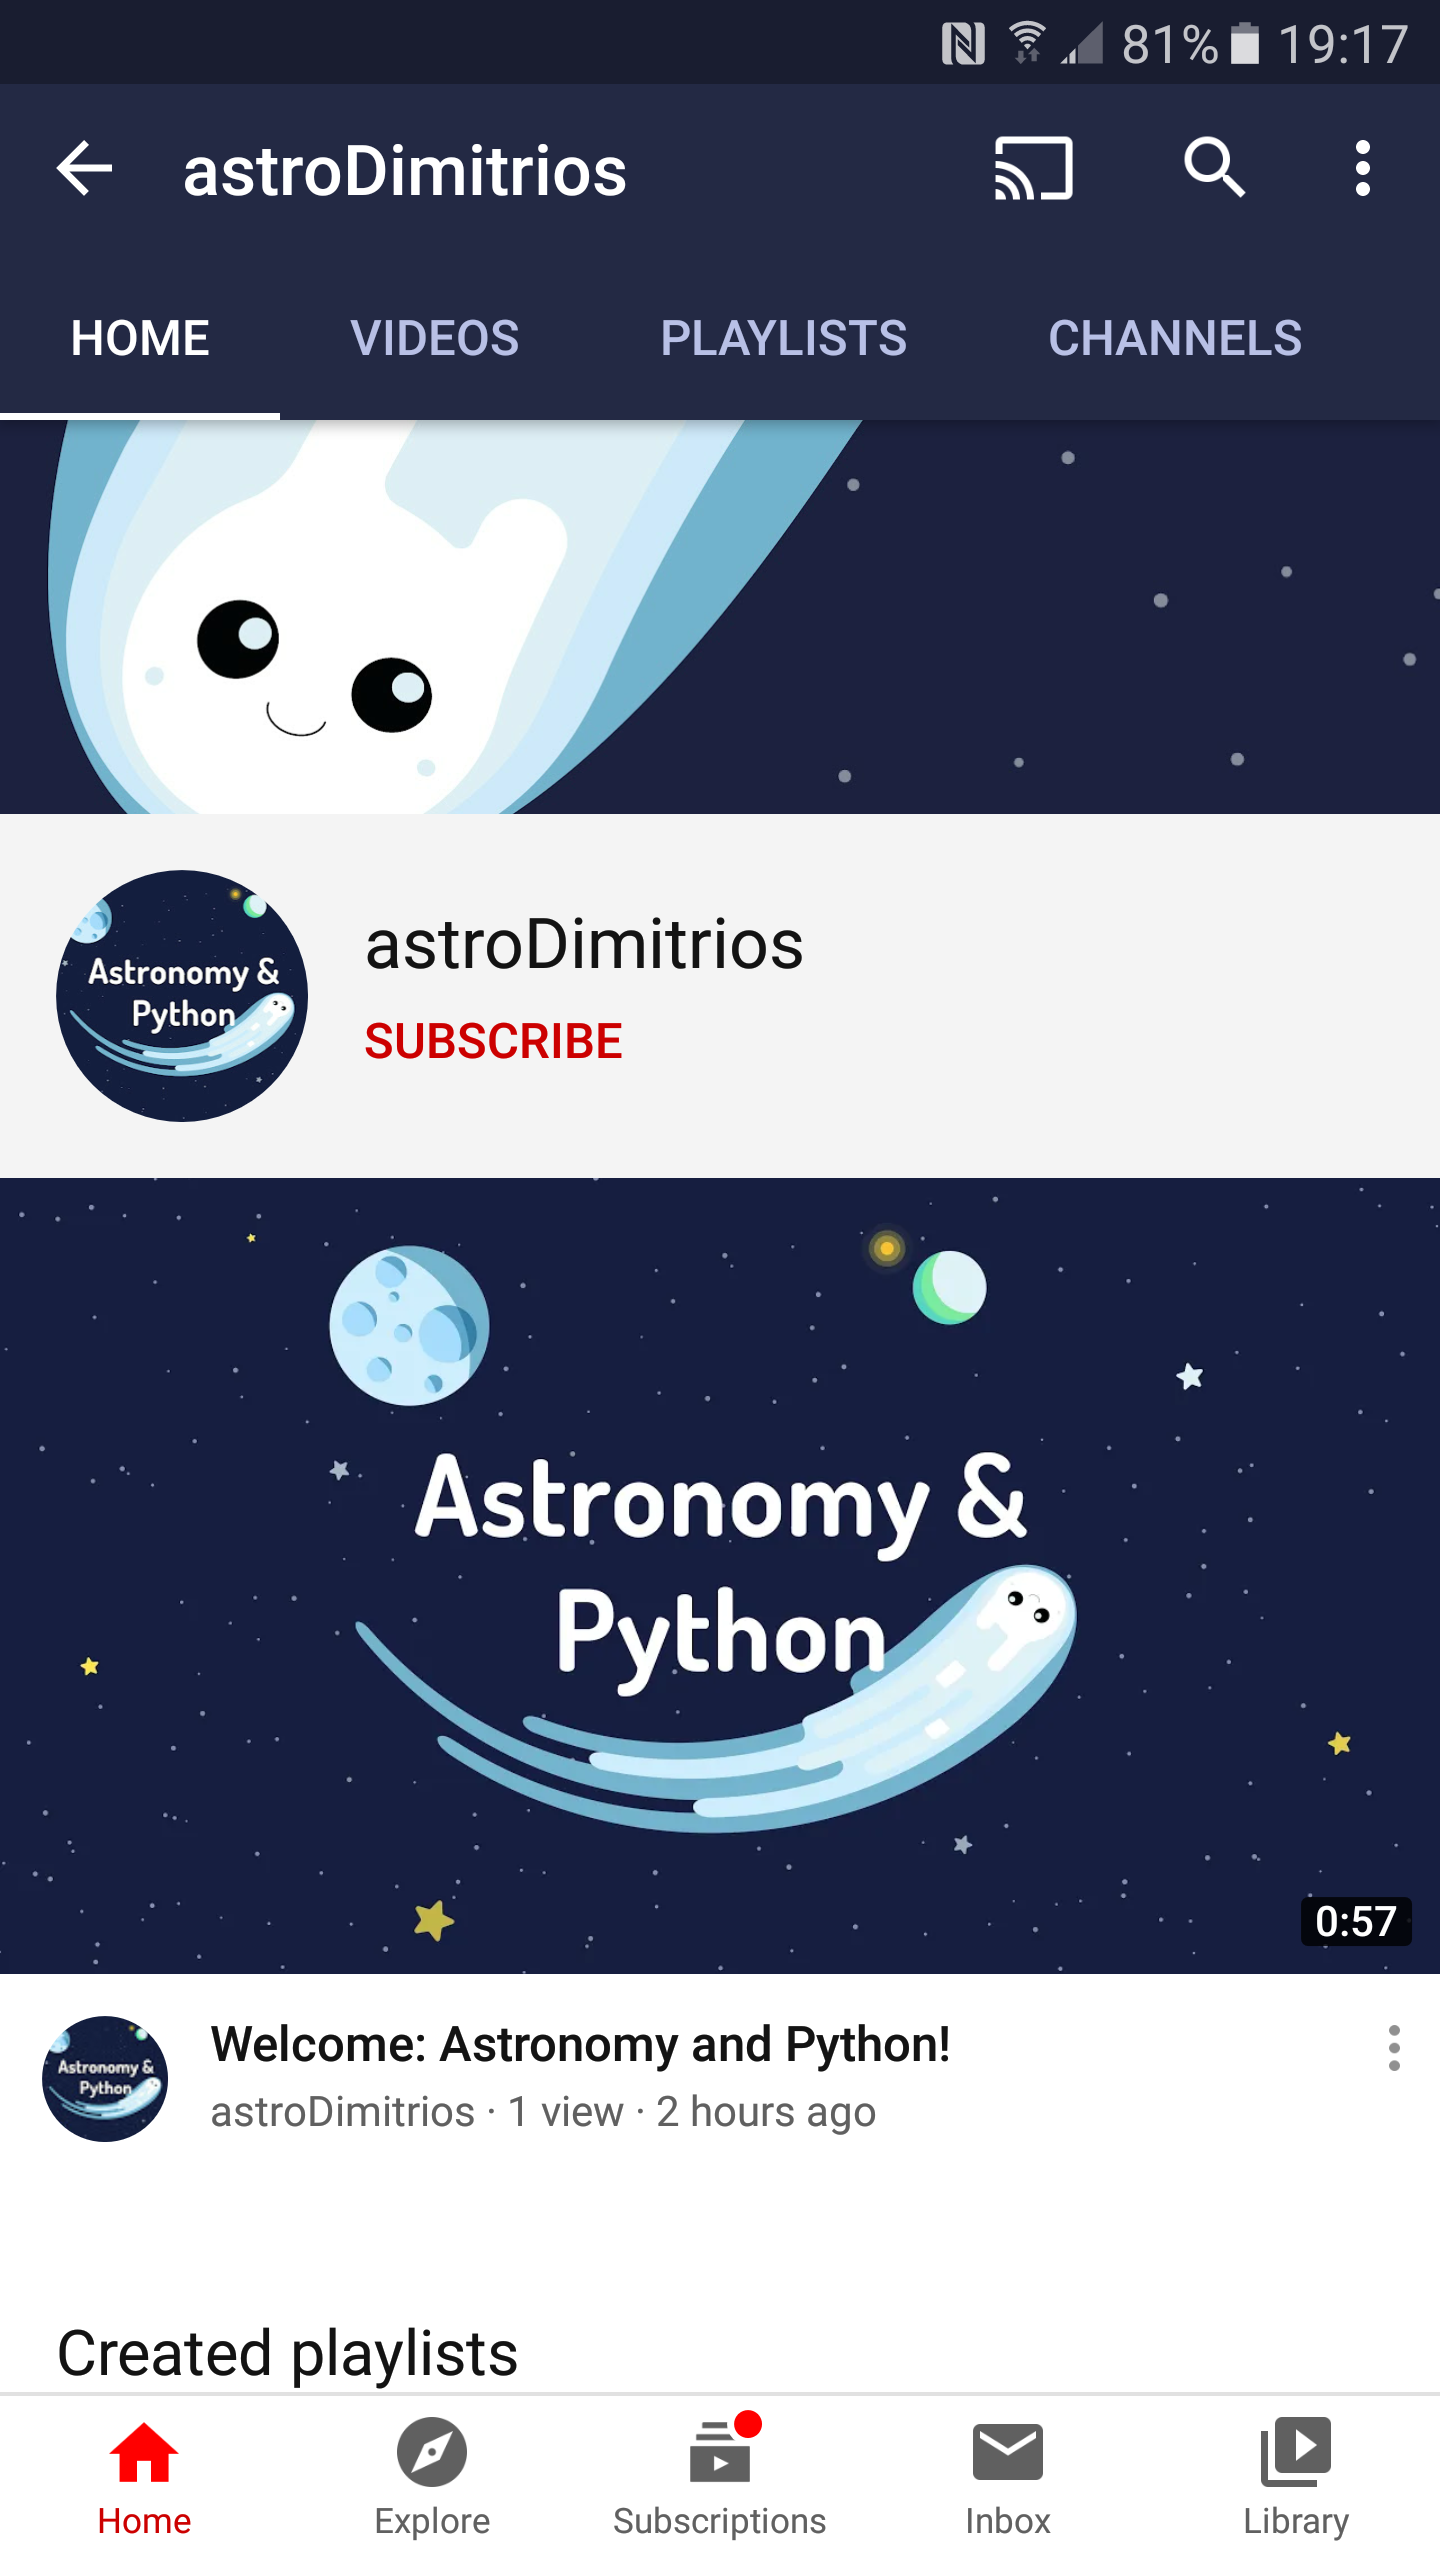 81% 19:17
astroDimitrios
HOME VIDEOS PLAYLISTS CHANNELS
Astronomy &
Python
astroDimitrios
SUBSCRIBE
Astronomy &
Python
0:57
Astronomy &
Python
Welcome: Astronomy and Python!
astroDimitrios · 1 view · 2 hours ago
Created playlists
Home Explore Subscriptions Inbox Library